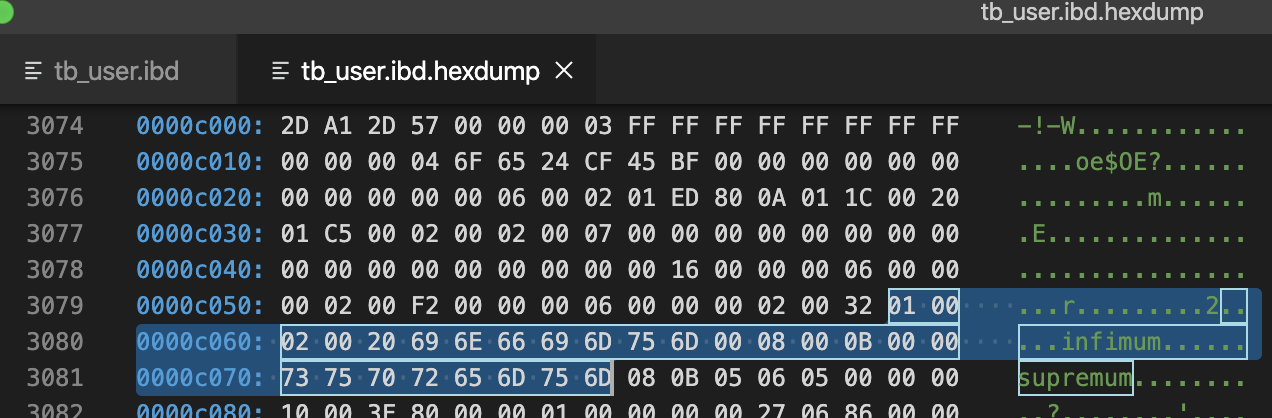 tb_user.ibd.hexdump
tb_user.ibd tb_user.ibd.hexdump
3074 0000c000: 2D A1 2D 57 00 00 00 03 FF FF FF FF FF FF FF FF -!-W............
3075 0000c010: 00 00 00 04 6F 65 24 CF 45 BF 00 00 00 00 00 00 ....oe$OE?......
3076 0000c020: 00 00 00 00 00 06 00 02 01 ED 80 0A 01 1C 00 20 .........m......
3077 0000c030: 01 C5 00 02 00 02 00 07 00 00 00 00 00 00 00 00 .E..............
3078 0000c040: 00 00 00 00 00 00 00 00 00 16 00 00 00 06 00 00 ................
3079 0000c050: 00 02 00 F2 00 00 00 06 00 00 00 02 00 32 01 00 ...r.........2..
3080 0000c060: 02 00 20 69 6E 66 69 6D 75 6D 00 08 00 0B 00 00 ...infimum......
3081 0000c070: 73 75 70 72 65 6D 75 6D 08 0B 05 06 05 00 00 00 supremum........
3082 0000c080: 10 00 3E 80 00 00 01 00 00 00 00 27 06 86 00 00